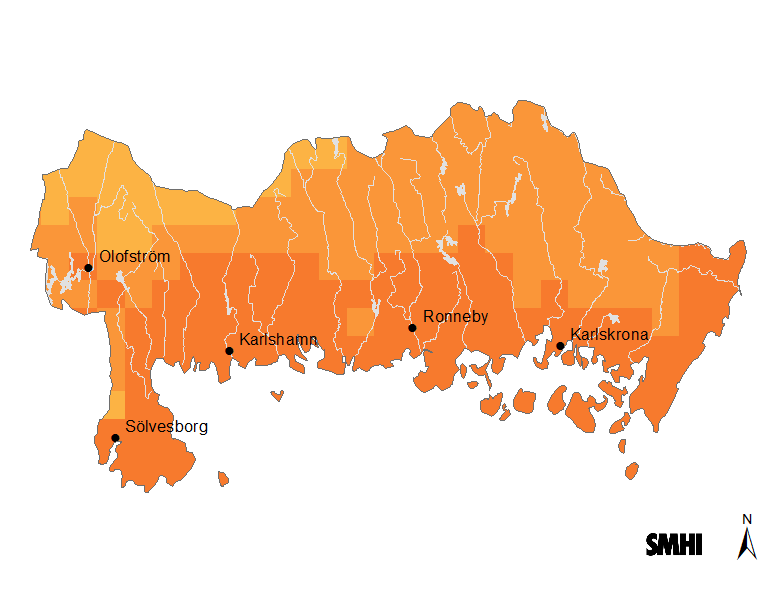 Olofström
Ronneby
Karlskrona
Karlshamn
Sölvesborg
N
SMHI